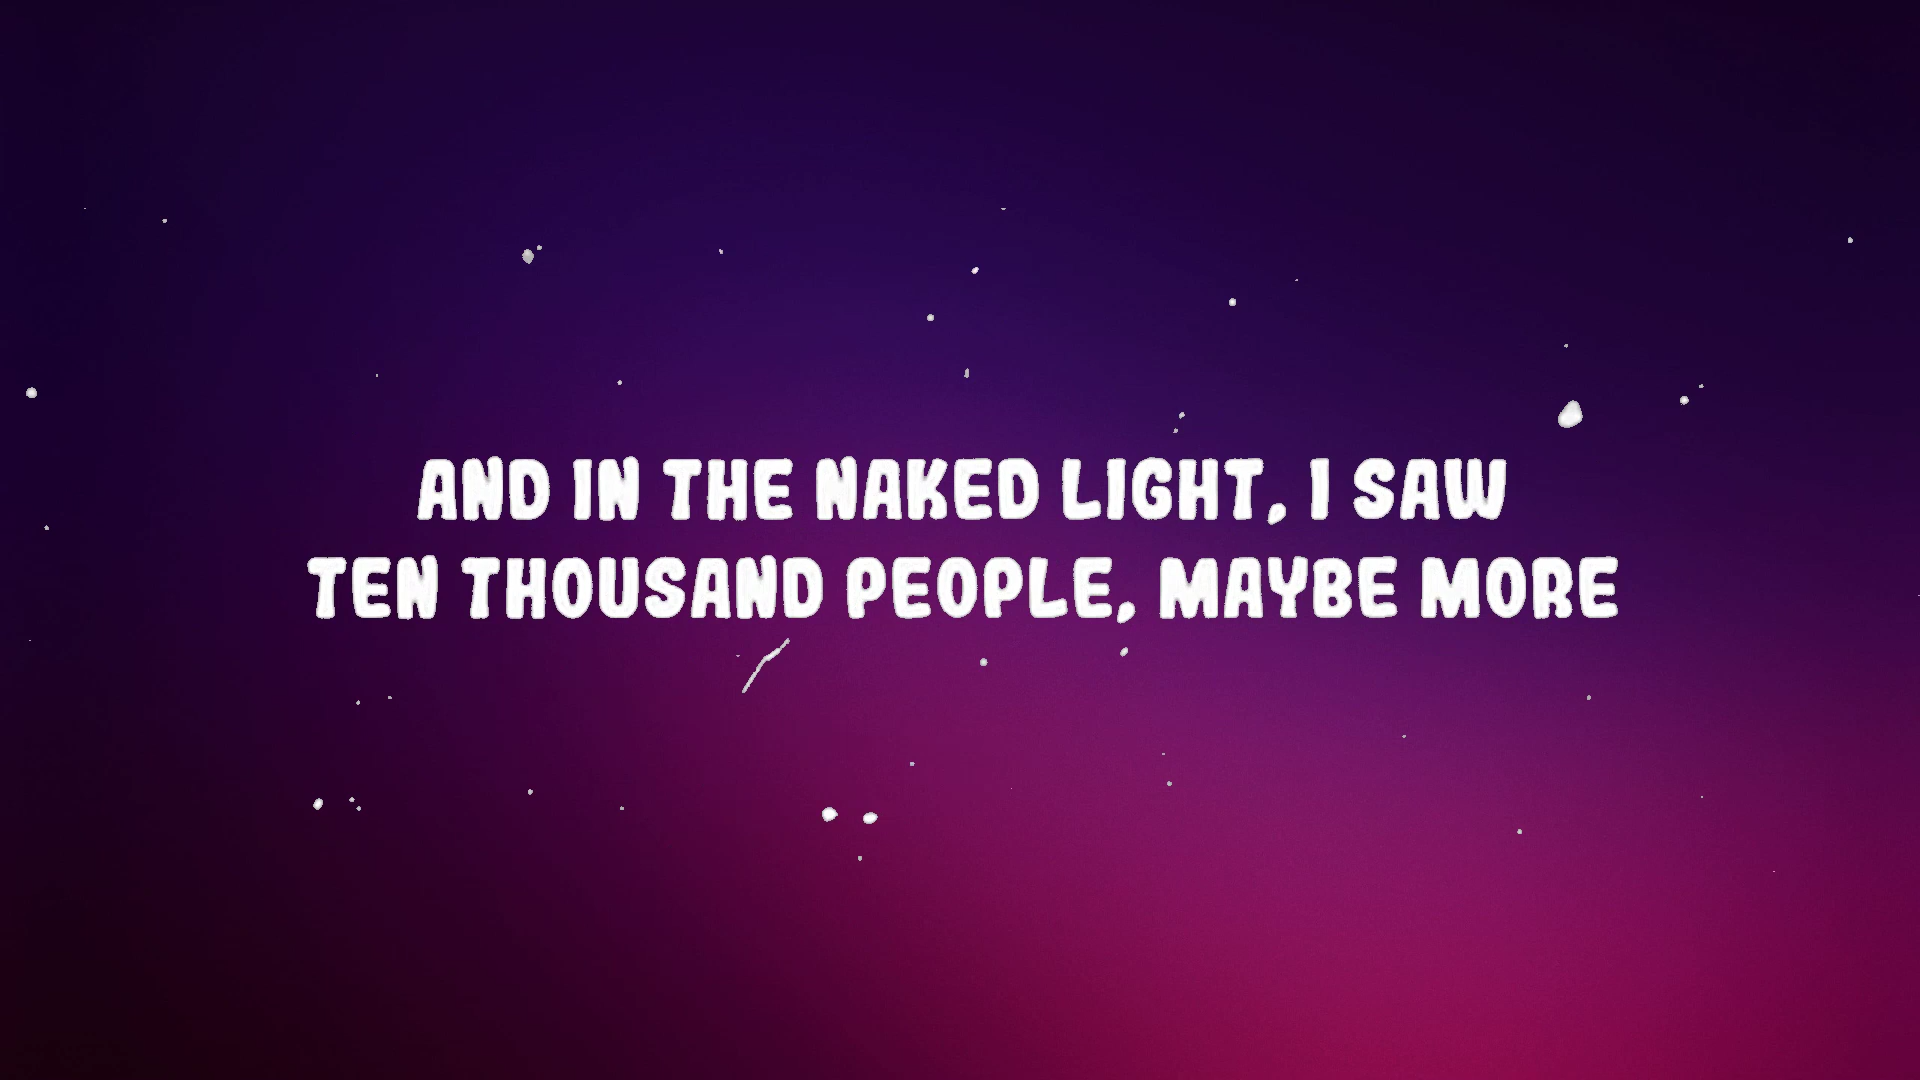 AND IN THE NAKED LIGHT, I SAW
TEN THOUSAND PEOPLE, MAYBE MORE